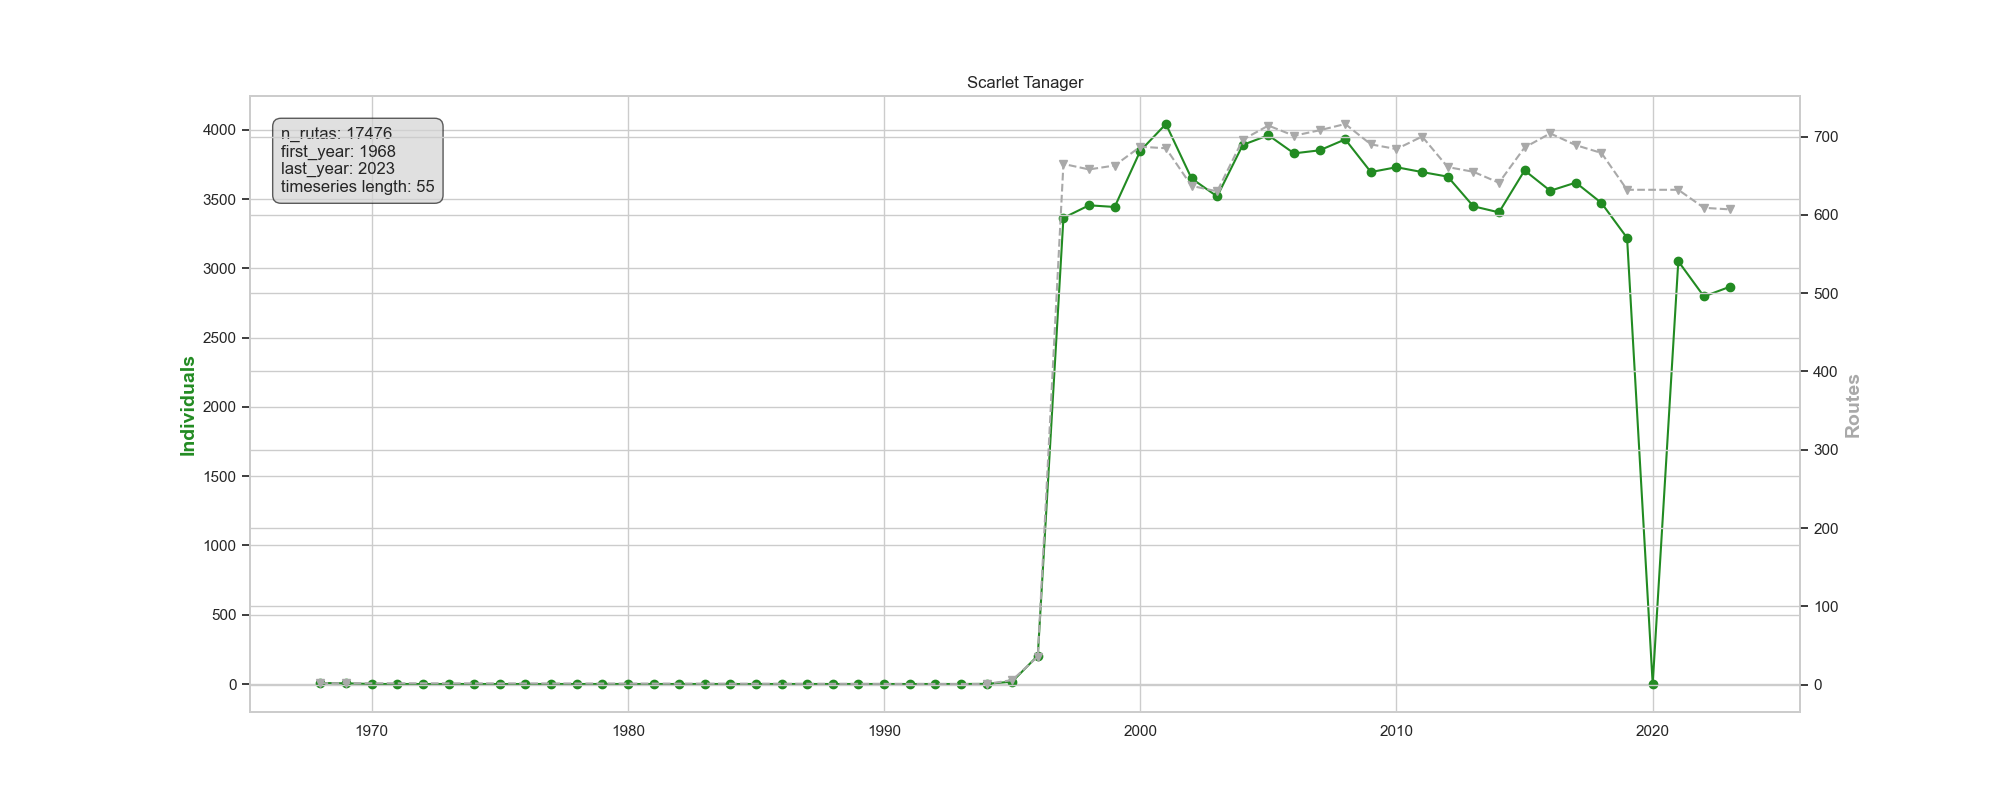 Scarlet Tanager
n_rutas: 17476
first_year: 1968
last_year: 2023
timeseries length: 55
4000
3500
3000
2500
2000
1500
1000
500
0
Individuals
700
600
500
400
300
200
100
0
Routes
1970 1980 1990 2000 2010 2020